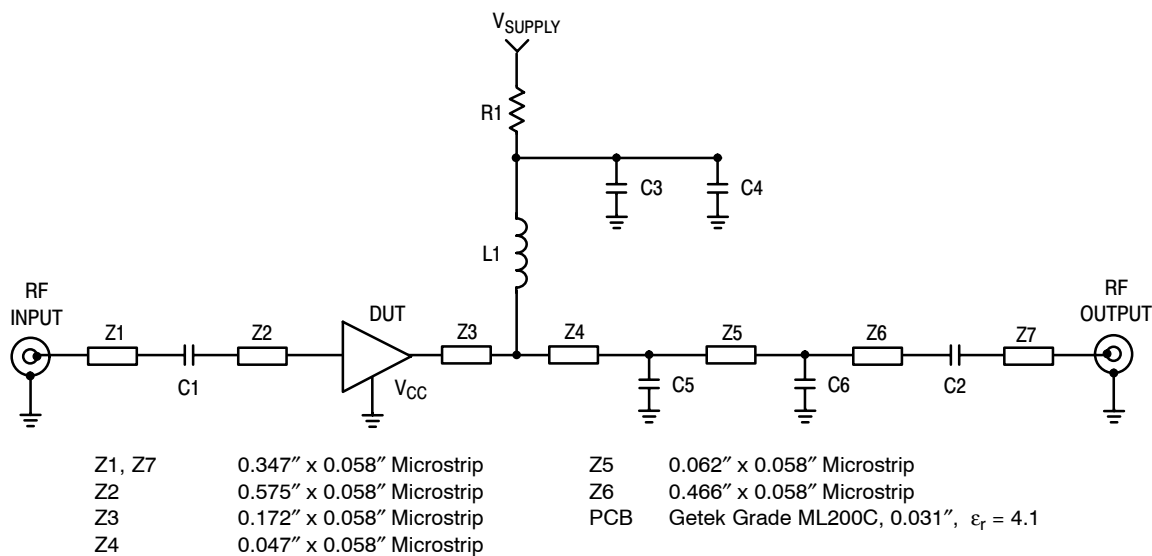 V_SUPPLY
R1
C3
C4
L1
RF
INPUT
RF
OUTPUT
Z1
Z2
DUT
Z3
Z4
Z5
Z6
Z7
C1
V_CC
C5
C6
C2
Z1, Z7 0.347″ x 0.058″ Microstrip
Z2 0.575″ x 0.058″ Microstrip
Z3 0.172″ x 0.058″ Microstrip
Z4 0.047″ x 0.058″ Microstrip
Z5 0.062″ x 0.058″ Microstrip
Z6 0.466″ x 0.058″ Microstrip
PCB Getek Grade ML200C, 0.031″, ε_r = 4.1